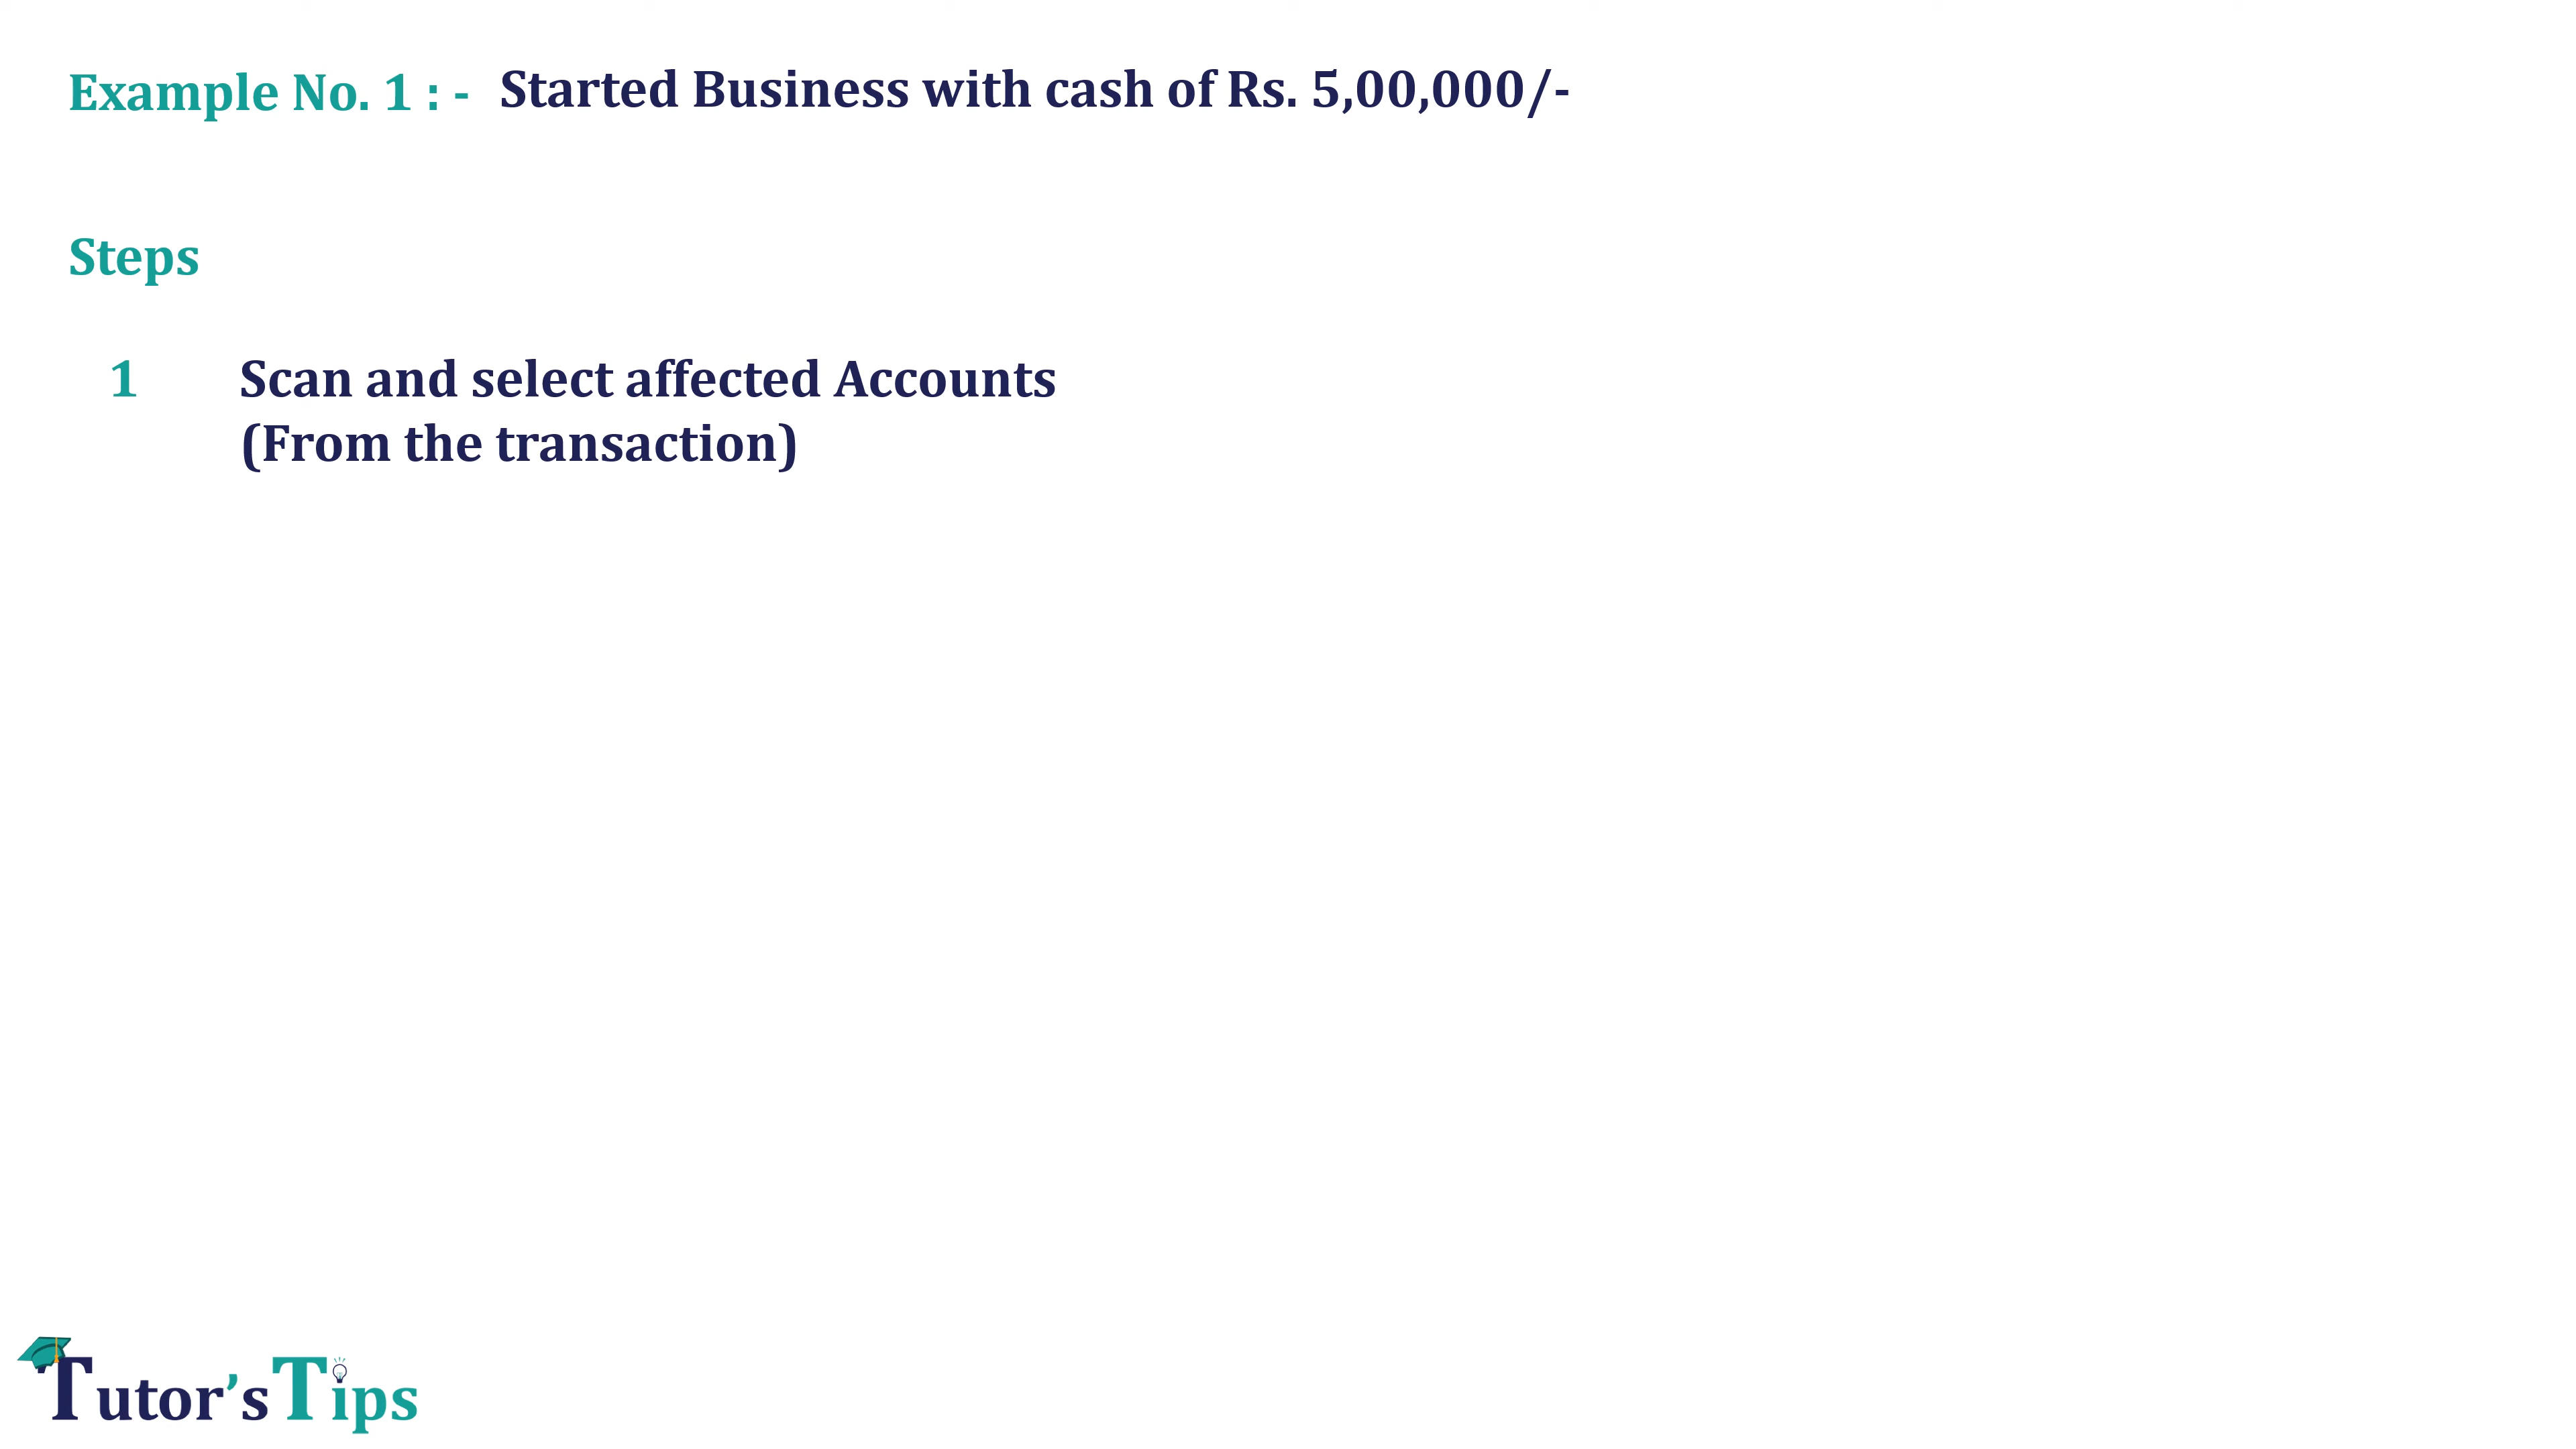 Example No. 1 : - Started Business with cash of Rs. 5,00,000/-
Steps
1 Scan and select affected Accounts
(From the transaction)
Tutor’s Tips